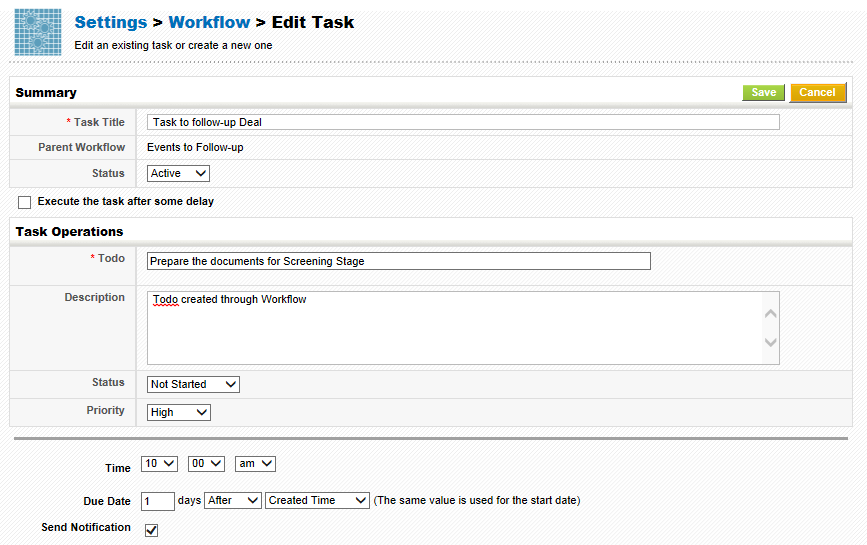 Settings > Workflow > Edit Task
Edit an existing task or create a new one
Summary Save Cancel
* Task Title Task to follow-up Deal
Parent Workflow Events to Follow-up
Status Active
Execute the task after some delay
Task Operations
* Todo Prepare the documents for Screening Stage
Description Todo created through Workflow
Status Not Started
Priority High
Time 10 00 am
Due Date 1 days After Created Time (The same value is used for the start date)
Send Notification